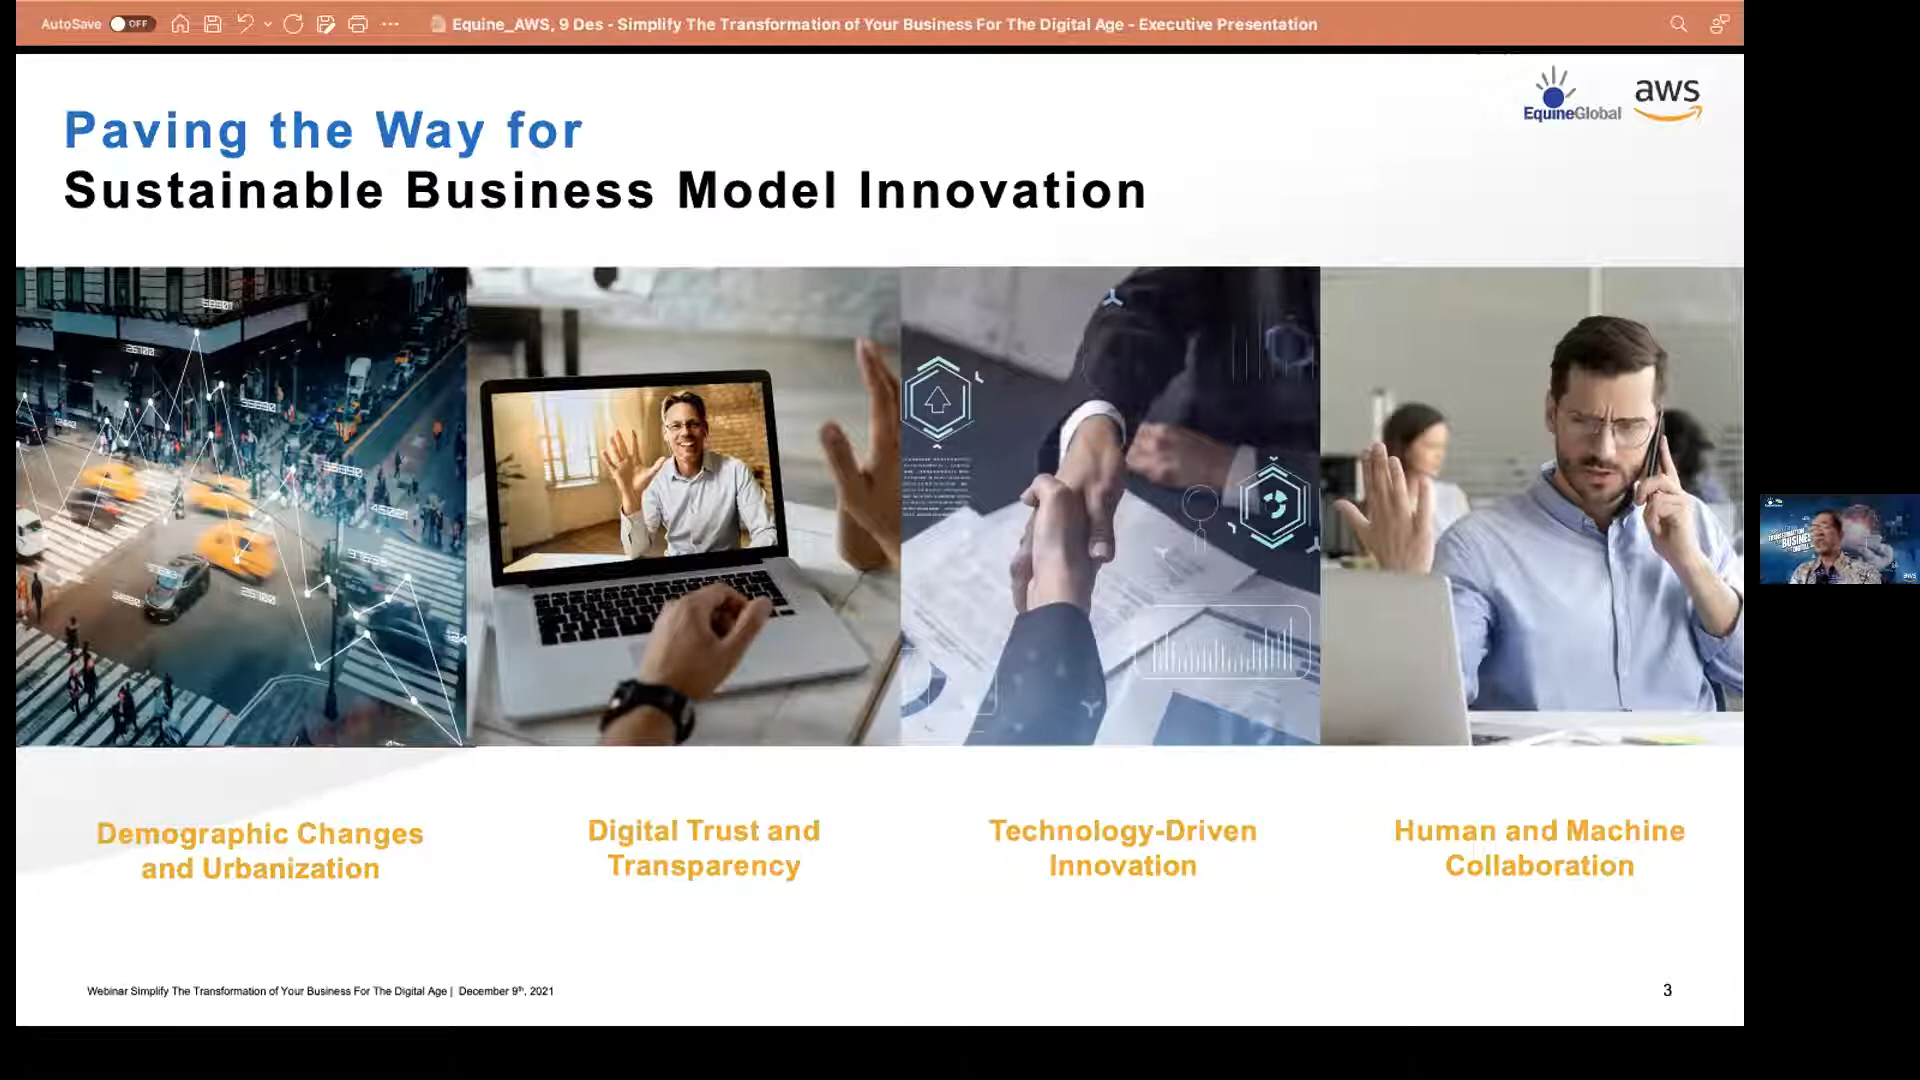 AutoSave OFF
Equine_AWS, 9 Des - Simplify The Transformation of Your Business For The Digital Age - Executive Presentation
EquineGlobal
aws
Paving the Way for
Sustainable Business Model Innovation
Demographic Changes
and Urbanization
Digital Trust and
Transparency
Technology-Driven
Innovation
Human and Machine
Collaboration
Webinar Simplify The Transformation of Your Business For The Digital Age | December 9th, 2021
3